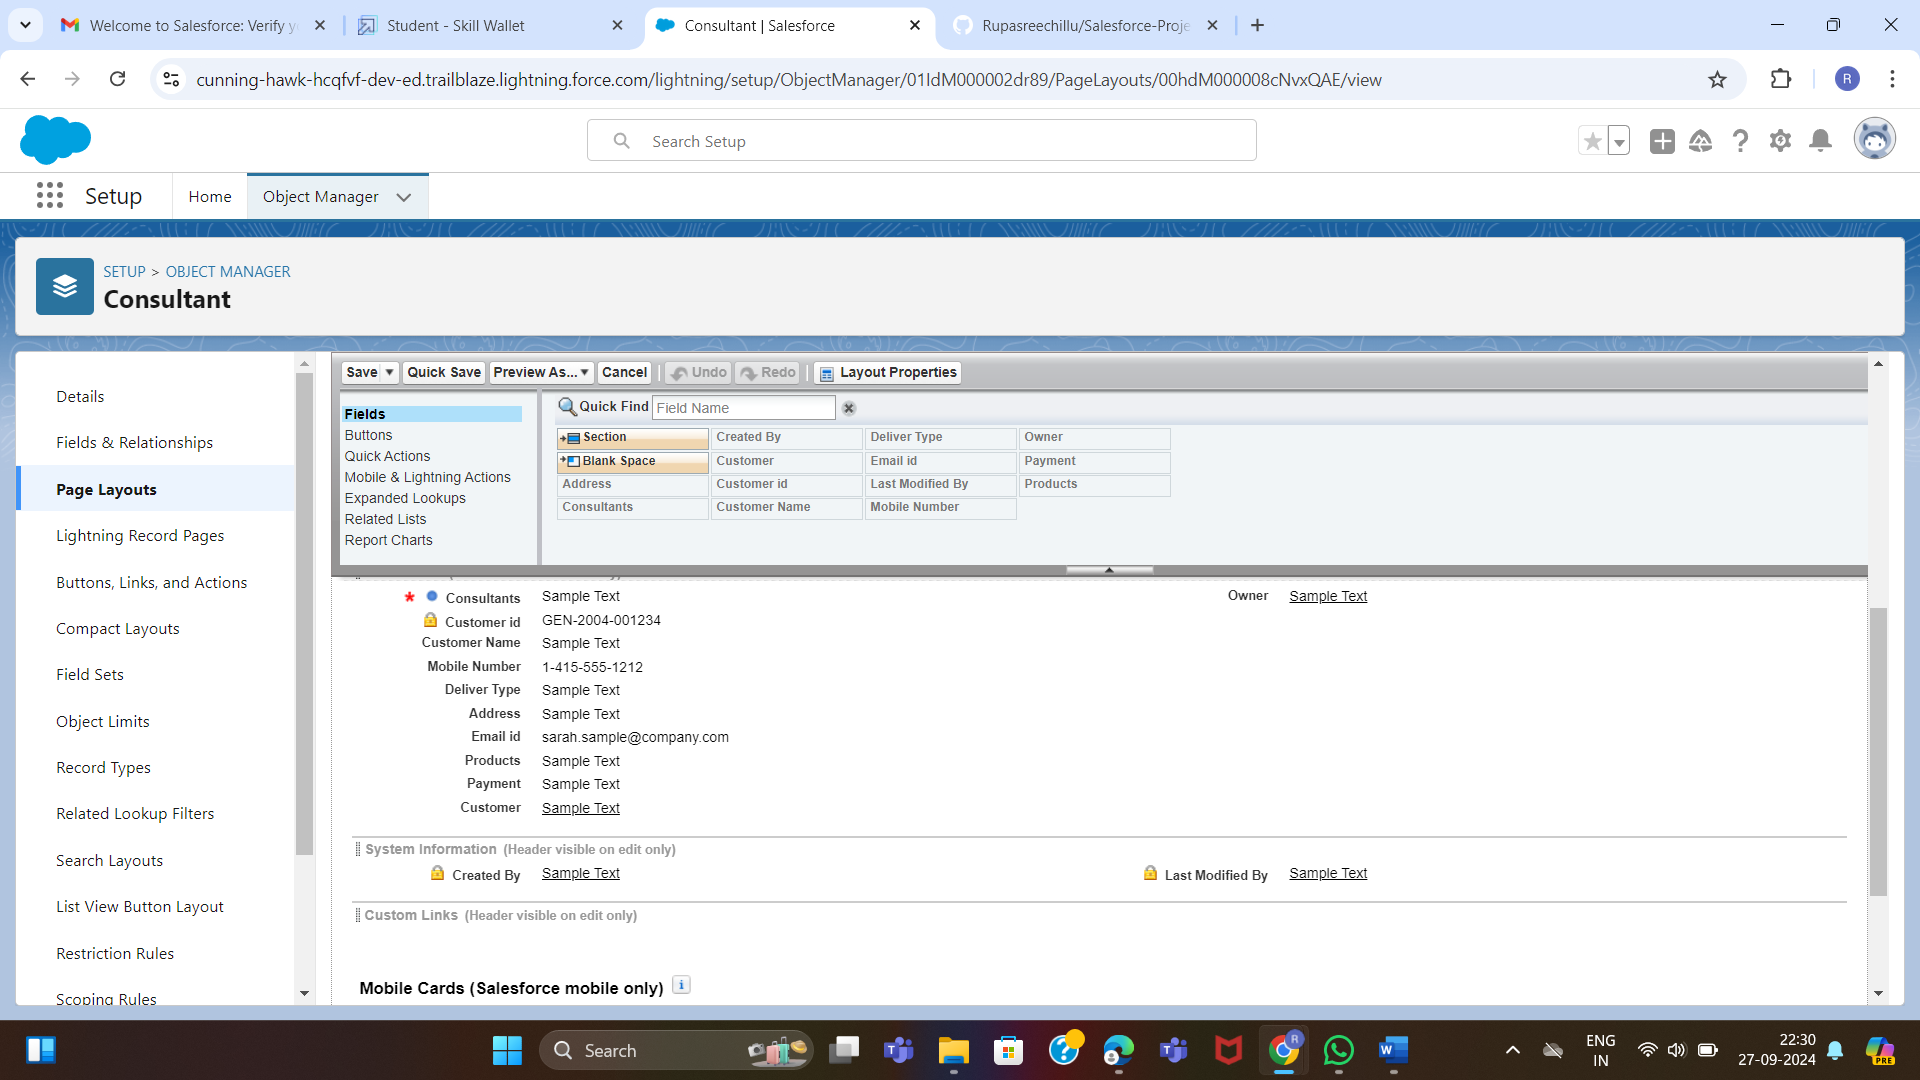 Welcome to Salesforce: Verify y
Student - Skill Wallet
Consultant | Salesforce
Rupasreechillu/Salesforce-Proje
cunning-hawk-hcqfvf-dev-ed.trailblaze.lightning.force.com/lightning/setup/ObjectManager/01IdM000002dr89/PageLayouts/00hdM000008cNvxQAE/view
R
Search Setup
Setup
Home
Object Manager
SETUP > OBJECT MANAGER
Consultant
Details
Fields & Relationships
Page Layouts
Lightning Record Pages
Buttons, Links, and Actions
Compact Layouts
Field Sets
Object Limits
Record Types
Related Lookup Filters
Search Layouts
List View Button Layout
Restriction Rules
Scoping Rules
Save Quick Save Preview As... Cancel Undo Redo Layout Properties
Fields
Buttons
Quick Actions
Mobile & Lightning Actions
Expanded Lookups
Related Lists
Report Charts
Quick Find Field Name
Section Created By Deliver Type Owner
Blank Space Customer Email id Payment
Address Customer id Last Modified By Products
Consultants Customer Name Mobile Number
* Consultants Sample Text Owner Sample Text
Customer id GEN-2004-001234
Customer Name Sample Text
Mobile Number 1-415-555-1212
Deliver Type Sample Text
Address Sample Text
Email id sarah.sample@company.com
Products Sample Text
Payment Sample Text
Customer Sample Text
System Information (Header visible on edit only)
Created By Sample Text Last Modified By Sample Text
Custom Links (Header visible on edit only)
Mobile Cards (Salesforce mobile only) i
Search
R
ENG
IN
22:30
27-09-2024
PRE